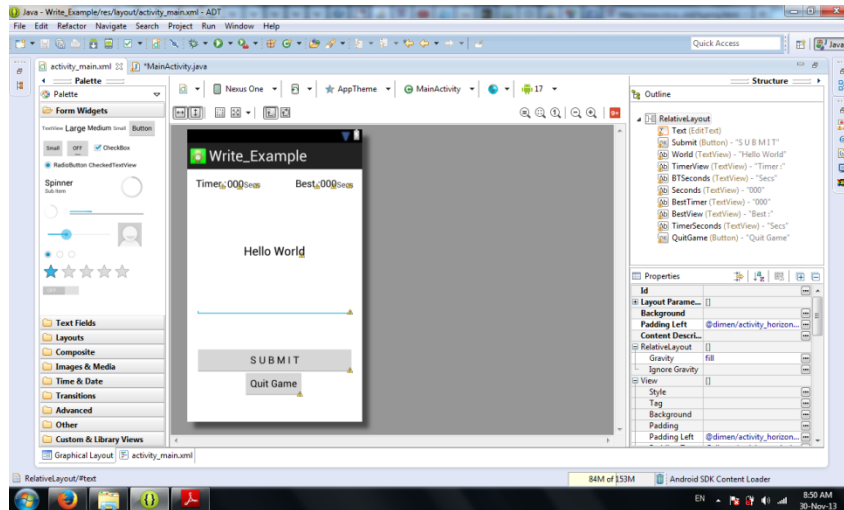 Java - Write_Example/res/layout/activity_main.xml - ADT
File Edit Refactor Navigate Search Project Run Window Help
Quick Access
Java
activity_main.xml *MainActivity.java
Palette
Palette
Form Widgets
TextView Large Medium Small Button
Small OFF CheckBox
RadioButton CheckedTextView
Spinner
Sub Item
Text Fields
Layouts
Composite
Images & Media
Time & Date
Transitions
Advanced
Other
Custom & Library Views
Graphical Layout activity_main.xml
Nexus One AppTheme MainActivity 17
9+
Write_Example
Timer: 000Secs Best: 000Secs
Hello World
S U B M I T
Quit Game
Structure
Outline
RelativeLayout
Text (EditText)
Submit (Button) - "S U B M I T"
World (TextView) - "Hello World"
TimerView (TextView) - "Timer :"
BTSeconds (TextView) - "Secs"
Seconds (TextView) - "000"
BestTimer (TextView) - "000"
BestView (TextView) - "Best :"
TimerSeconds (TextView) - "Secs"
QuitGame (Button) - "Quit Game"
Properties
Id
Layout Parame... []
Background
Padding Left @dimen/activity_horizon...
Content Descri...
RelativeLayout []
Gravity fill
Ignore Gravity
View []
Style
Tag
Background
Padding
Padding Left @dimen/activity_horizon...
RelativeLayout/#text
84M of 153M
Android SDK Content Loader
EN
8:50 AM
30-Nov-13